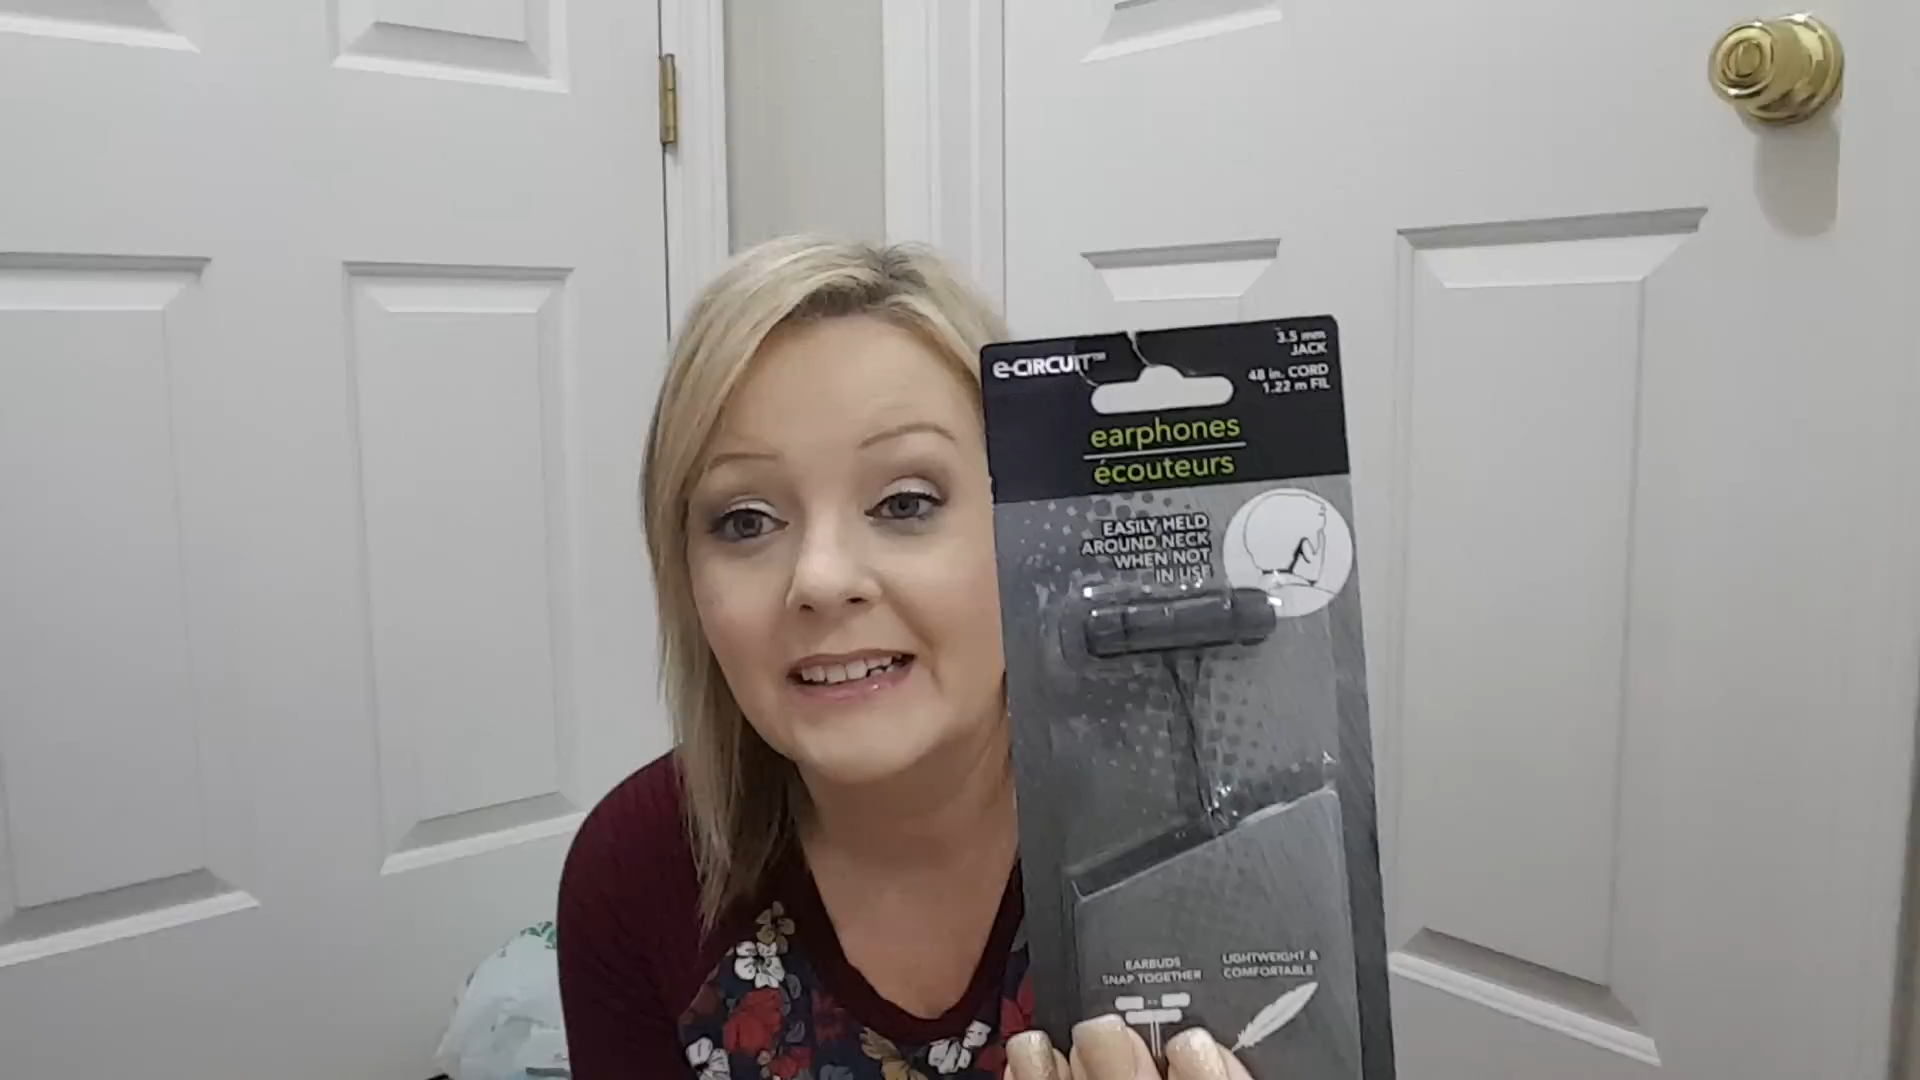 e-CIRCUIT™
3.5 mm
JACK
48 in. CORD
1.22 m FIL
earphones
écouteurs
EASILY HELD
AROUND NECK
WHEN NOT
IN USE
EARBUDS
SNAP TOGETHER
LIGHTWEIGHT &
COMFORTABLE